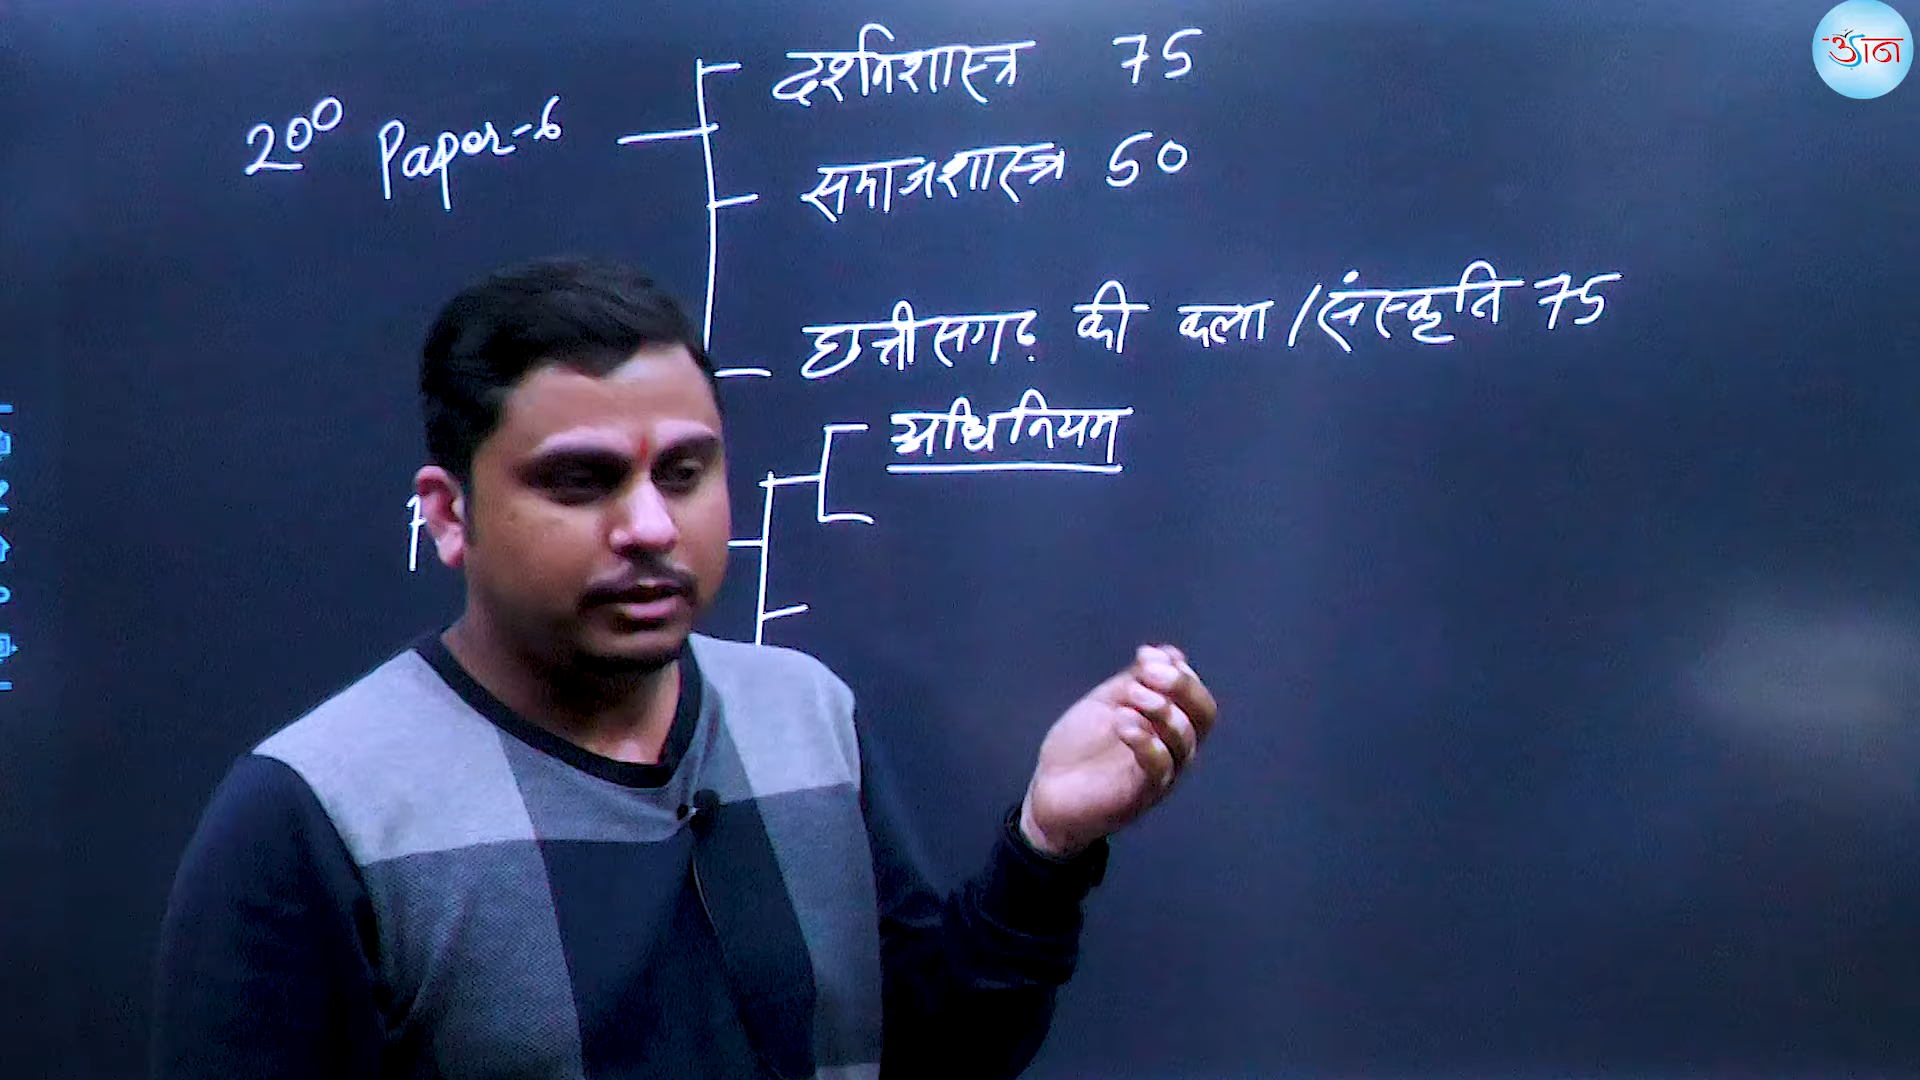 200 Paper-6
दर्शनशास्त्र 75
समाजशास्त्र 50
छत्तीसगढ़ की कला/संस्कृति 75
अधिनियम